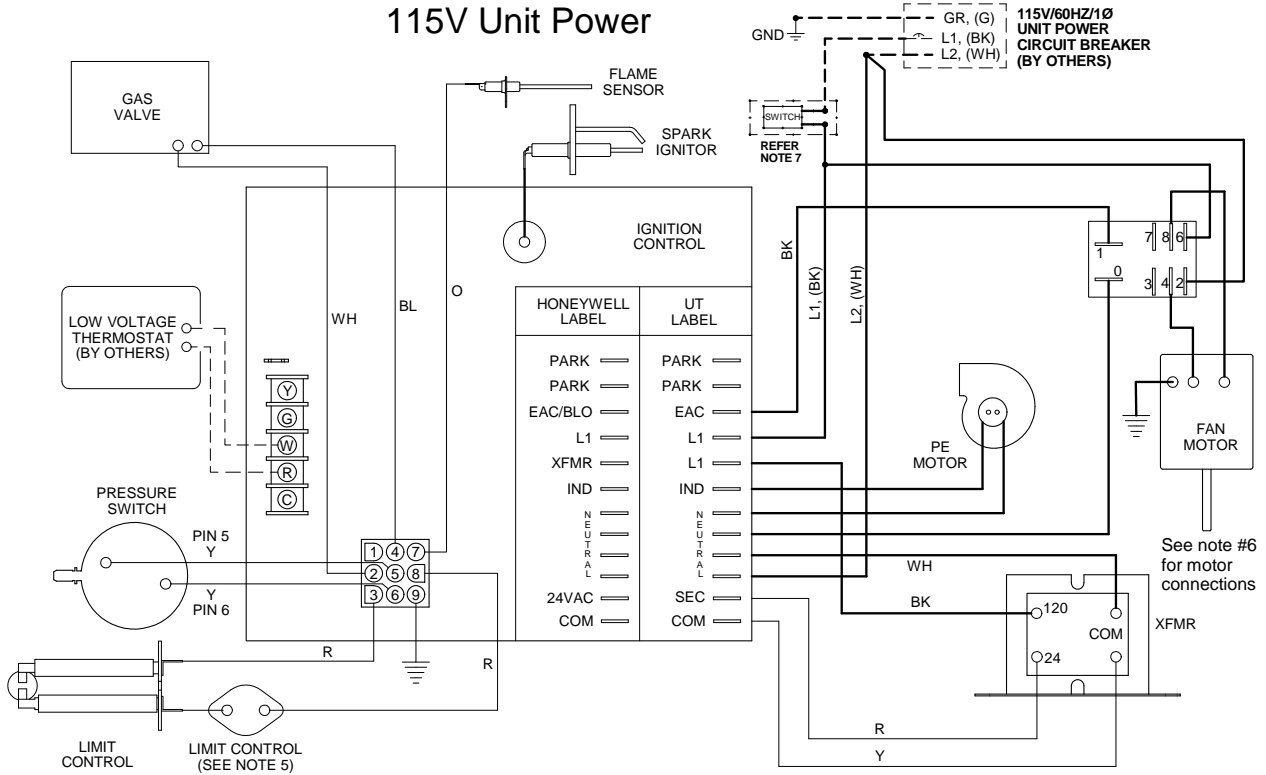 115V Unit Power
GR, (G)
L1, (BK)
L2, (WH)
115V/60HZ/1Ø
UNIT POWER
CIRCUIT BREAKER
(BY OTHERS)
GND
GAS
VALVE
FLAME
SENSOR
SPARK
IGNITOR
SWITCH
REFER
NOTE 7
IGNITION
CONTROL
BK
L1, (BK)
L2, (WH)
7
8
6
1
0
3
4
2
WH
BL
O
LOW VOLTAGE
THERMOSTAT
(BY OTHERS)
Y
G
W
R
C
HONEYWELL
LABEL
UT
LABEL
PARK
PARK
PARK
PARK
EAC/BLO
EAC
L1
L1
XFMR
L1
IND
IND
NEUTRAL
NEUTRAL
24VAC
SEC
COM
COM
PE
MOTOR
FAN
MOTOR
See note #6
for motor
connections
PRESSURE
SWITCH
PIN 5
Y
Y
PIN 6
1
4
7
2
5
8
3
6
9
WH
BK
120
COM
24
XFMR
R
R
LIMIT
CONTROL
LIMIT CONTROL
(SEE NOTE 5)
R
Y